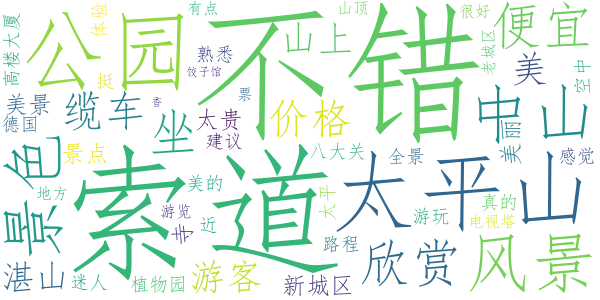 不错
索道
公园
太平山
中山
风景
景色
便宜
欣赏
价格
游客
缆车
坐
山上
湛山
美
美丽
新城区
太贵
建议
熟悉
饺子馆
有点
体验
挺
高楼大厦
美景
德国
景点
地方
迷人
植物园
美的
游览
寺
近
香
票
八大关
太平
全景
路程
游玩
真的
电视塔
感觉
空中
老城区
很好
山顶